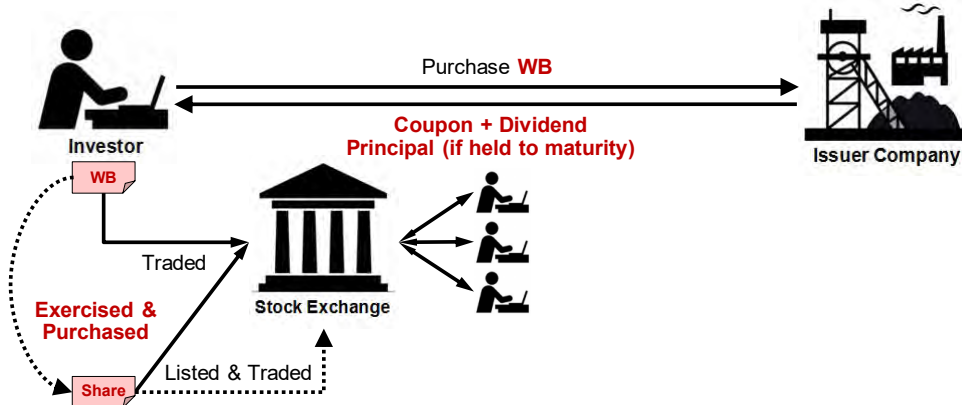 Purchase WB
Coupon + Dividend
Principal (if held to maturity)
Investor
Issuer Company
WB
Traded
Exercised &
Purchased
Stock Exchange
Share
Listed & Traded